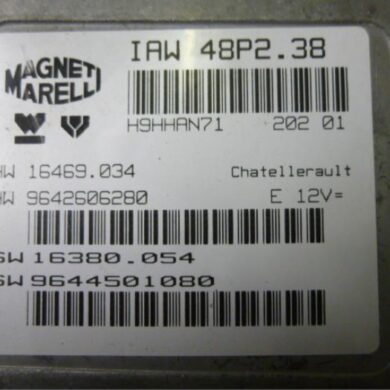 MAGNETI
MARELLI
IAW 48P2.38
H9HHAN71 202 01
HW 16469.034 Chatellerault
HW 9642606280 E 12V=
SW 16380.054
SW 9644501080